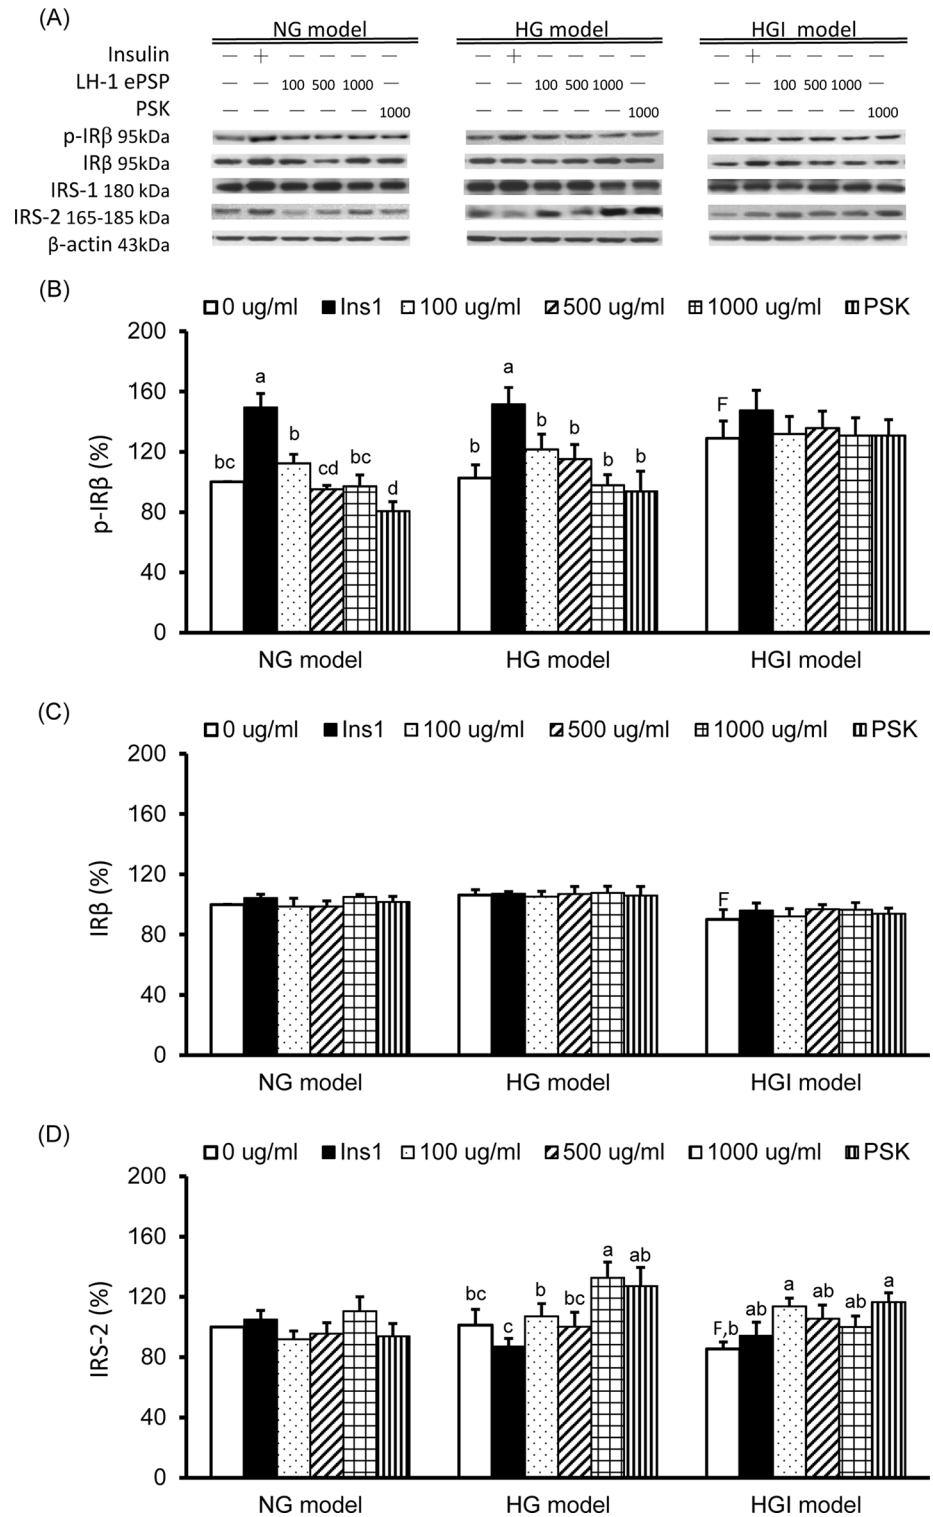 (A)
NG model HG model HGI model
Insulin — + — — — — — + — — — — — + — — — —
LH-1 ePSP — — 100 500 1000 — — — 100 500 1000 — — — 100 500 1000 —
PSK — — — — — 1000 — — — — — 1000 — — — — — 1000
p-IRβ 95kDa
IRβ 95kDa
IRS-1 180 kDa
IRS-2 165-185 kDa
β-actin 43kDa
(B)
0 ug/ml Ins1 100 ug/ml 500 ug/ml 1000 ug/ml PSK
p-IRβ (%)
200
160
120
80
40
0
bc a b cd bc d
b a b b b b
F
NG model HG model HGI model
(C)
0 ug/ml Ins1 100 ug/ml 500 ug/ml 1000 ug/ml PSK
IRβ (%)
200
160
120
80
40
0
F
NG model HG model HGI model
(D)
0 ug/ml Ins1 100 ug/ml 500 ug/ml 1000 ug/ml PSK
IRS-2 (%)
200
160
120
80
40
0
bc c b bc a ab
F,b ab a ab ab a
NG model HG model HGI model